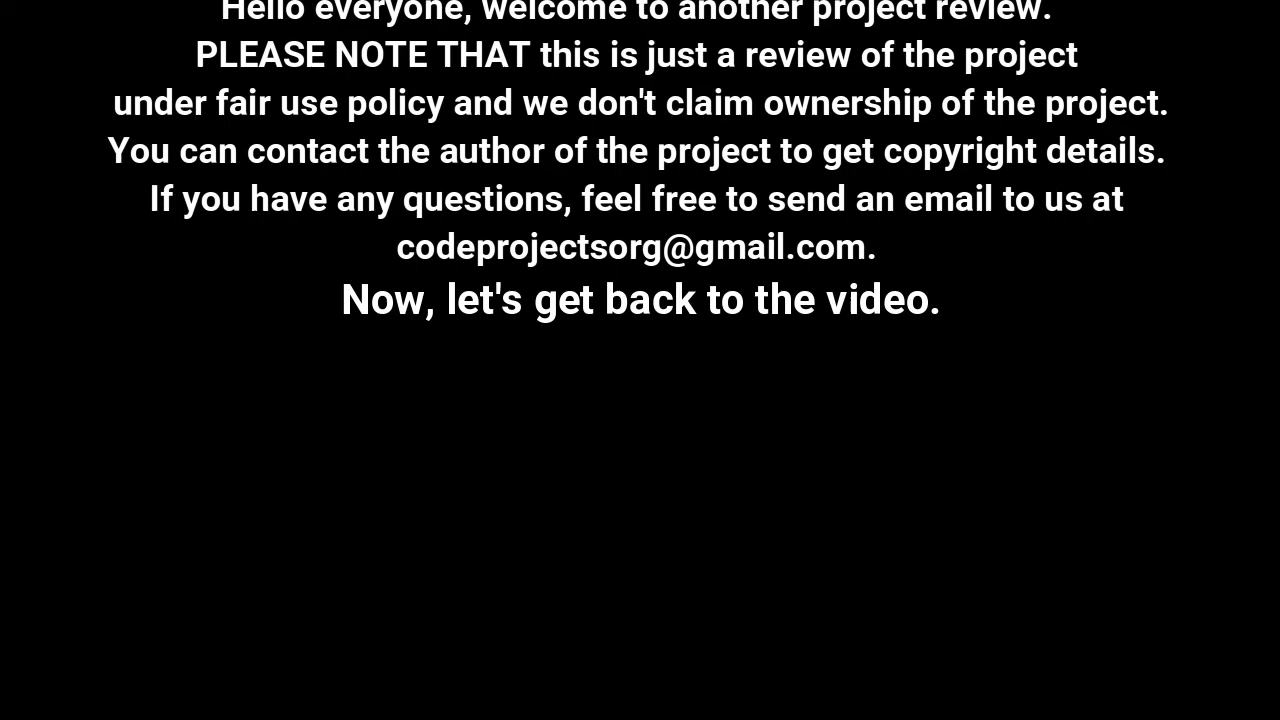 Hello everyone, welcome to another project review.
PLEASE NOTE THAT this is just a review of the project
under fair use policy and we don't claim ownership of the project.
You can contact the author of the project to get copyright details.
If you have any questions, feel free to send an email to us at
codeprojectsorg@gmail.com.
Now, let's get back to the video.